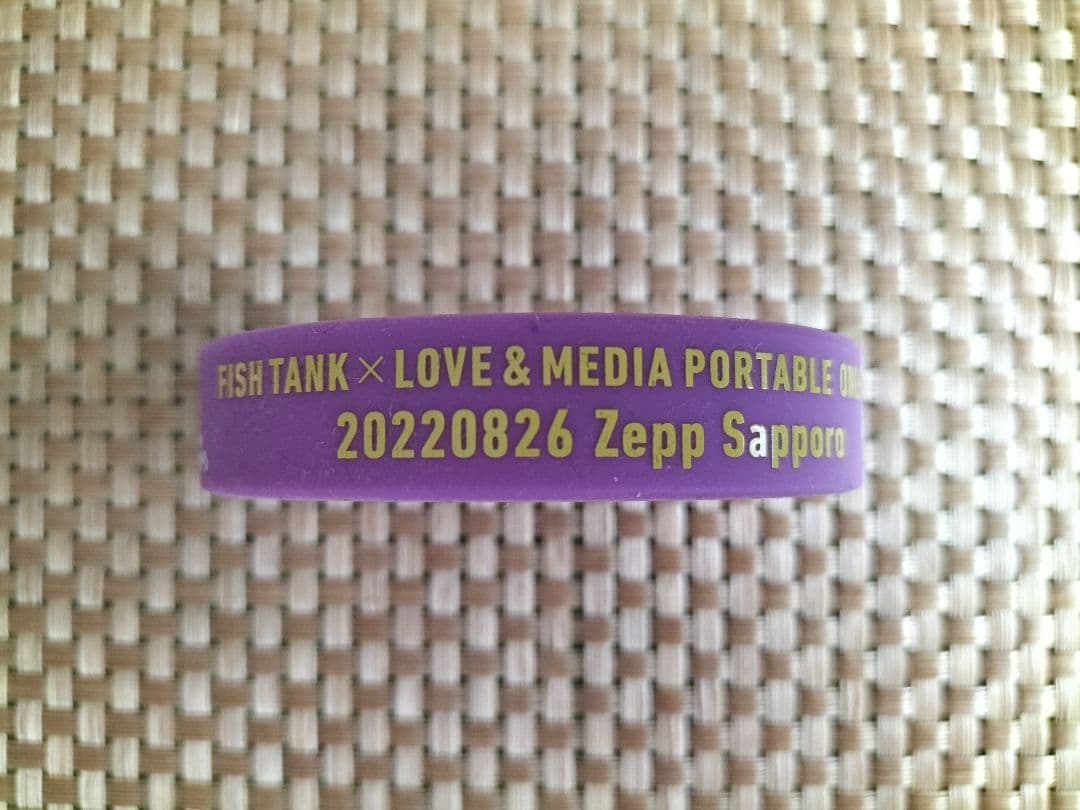 FISH TANK × LOVE & MEDIA PORTABLE
20220826 Zepp Sapporo